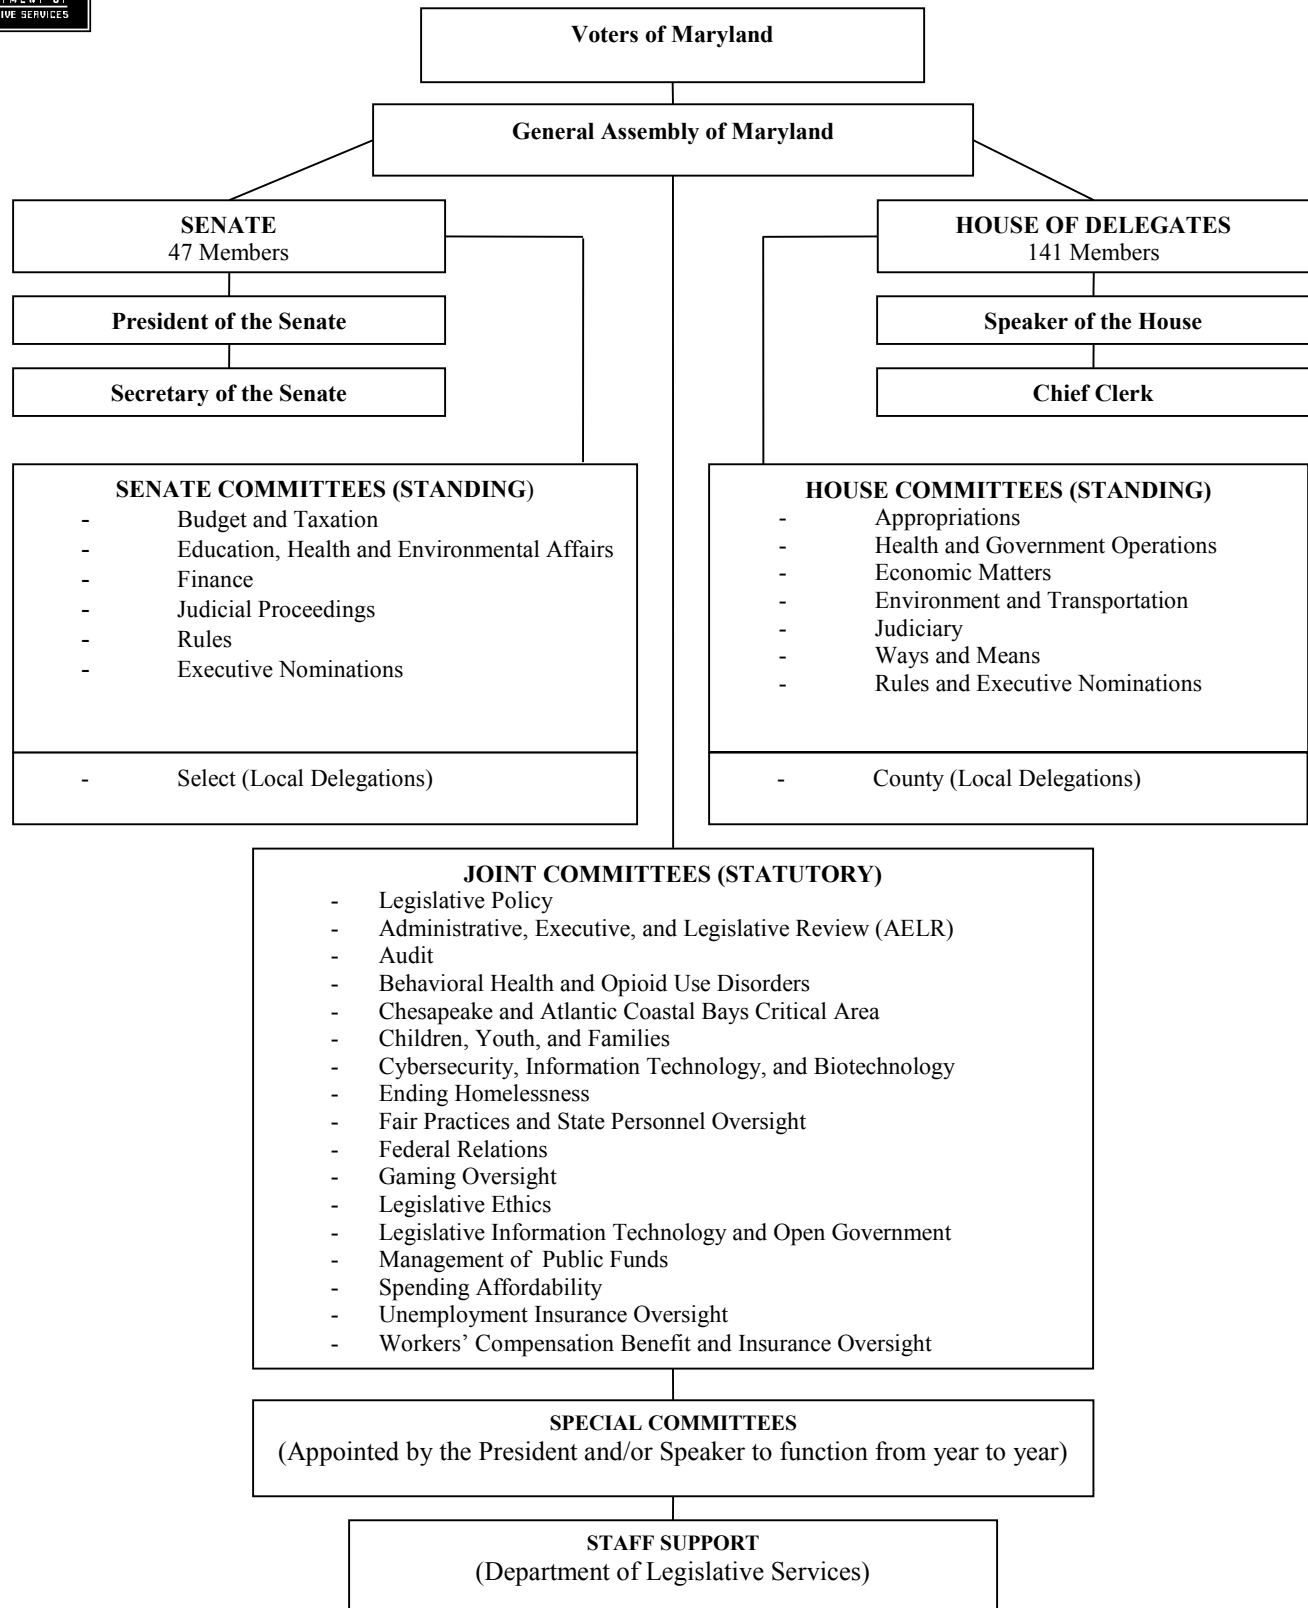 IVE SERVICES
Voters of Maryland
General Assembly of Maryland
SENATE
47 Members
HOUSE OF DELEGATES
141 Members
President of the Senate
Speaker of the House
Secretary of the Senate
Chief Clerk
SENATE COMMITTEES (STANDING)
- Budget and Taxation
- Education, Health and Environmental Affairs
- Finance
- Judicial Proceedings
- Rules
- Executive Nominations
- Select (Local Delegations)
HOUSE COMMITTEES (STANDING)
- Appropriations
- Health and Government Operations
- Economic Matters
- Environment and Transportation
- Judiciary
- Ways and Means
- Rules and Executive Nominations
- County (Local Delegations)
JOINT COMMITTEES (STATUTORY)
- Legislative Policy
- Administrative, Executive, and Legislative Review (AELR)
- Audit
- Behavioral Health and Opioid Use Disorders
- Chesapeake and Atlantic Coastal Bays Critical Area
- Children, Youth, and Families
- Cybersecurity, Information Technology, and Biotechnology
- Ending Homelessness
- Fair Practices and State Personnel Oversight
- Federal Relations
- Gaming Oversight
- Legislative Ethics
- Legislative Information Technology and Open Government
- Management of Public Funds
- Spending Affordability
- Unemployment Insurance Oversight
- Workers’ Compensation Benefit and Insurance Oversight
SPECIAL COMMITTEES
(Appointed by the President and/or Speaker to function from year to year)
STAFF SUPPORT
(Department of Legislative Services)